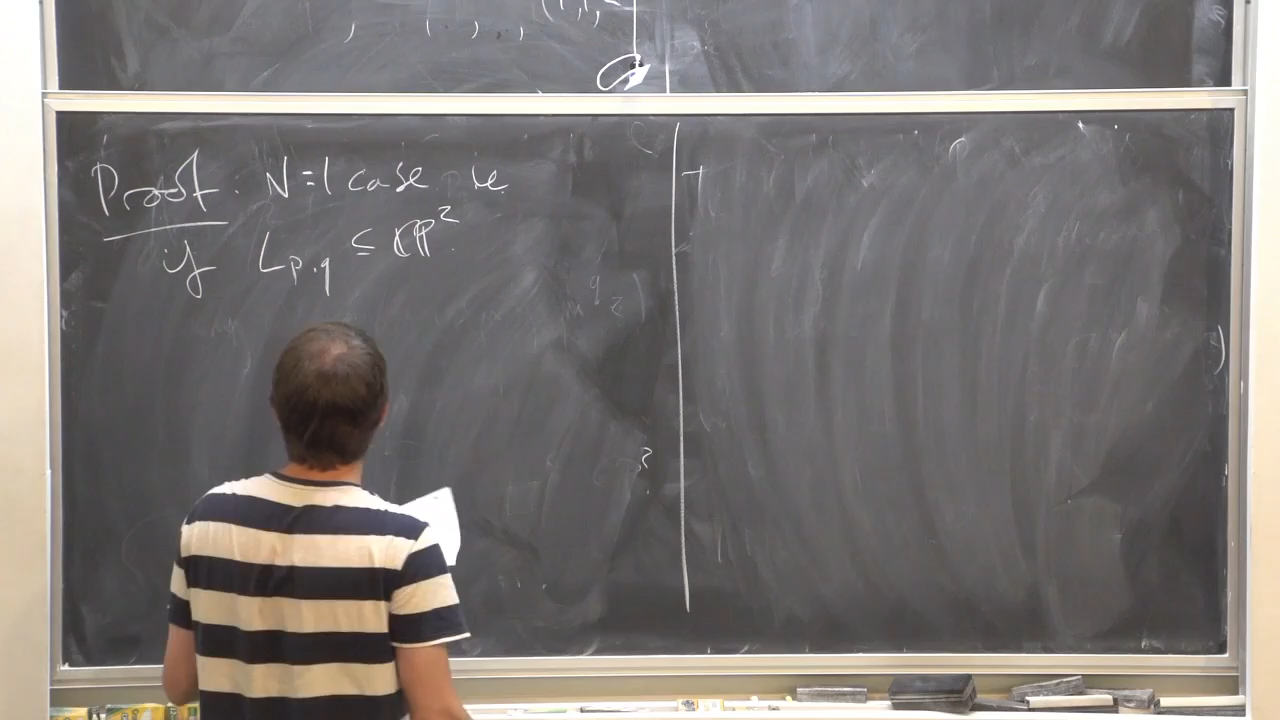 Proof. N=1 case ie
if L_{p,q} ⊆ ℂℙ².